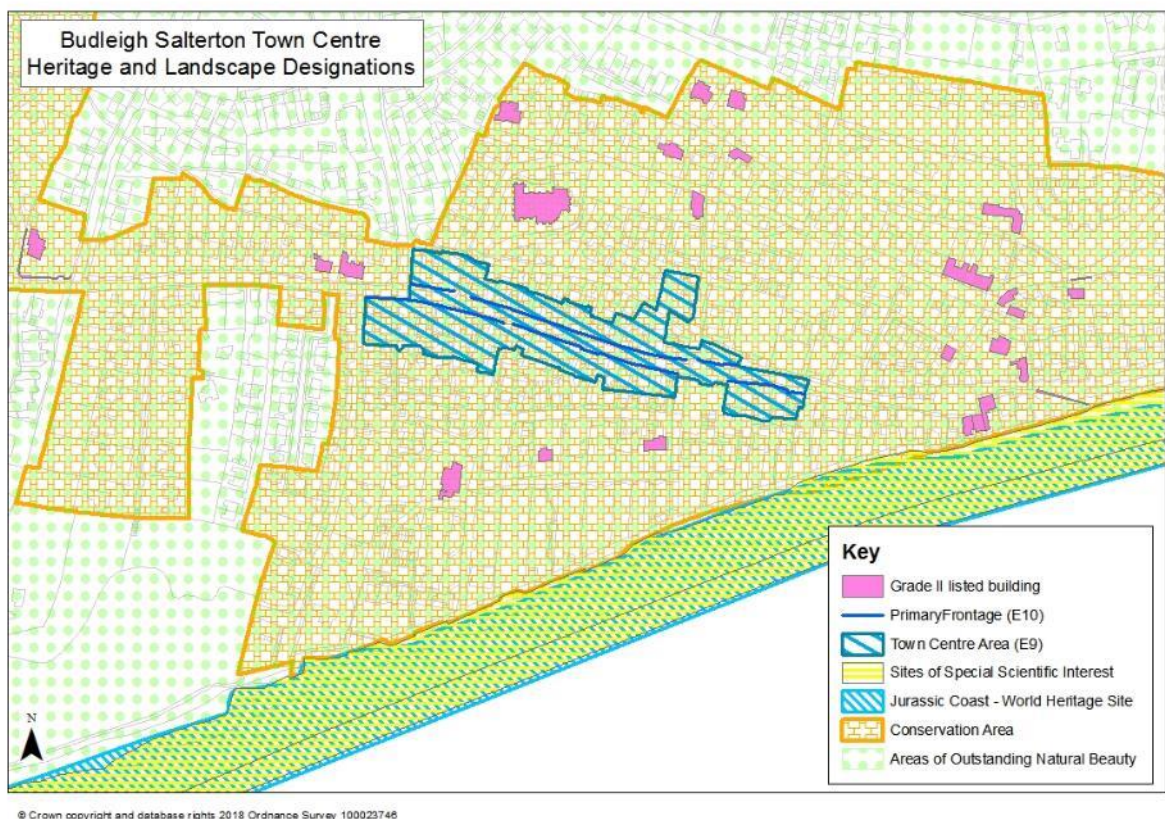 Budleigh Salterton Town Centre
Heritage and Landscape Designations
N
Key
Grade II listed building
PrimaryFrontage (E10)
Town Centre Area (E9)
Sites of Special Scientific Interest
Jurassic Coast - World Heritage Site
Conservation Area
Areas of Outstanding Natural Beauty
© Crown copyright and database rights 2018 Ordnance Survey 100023746